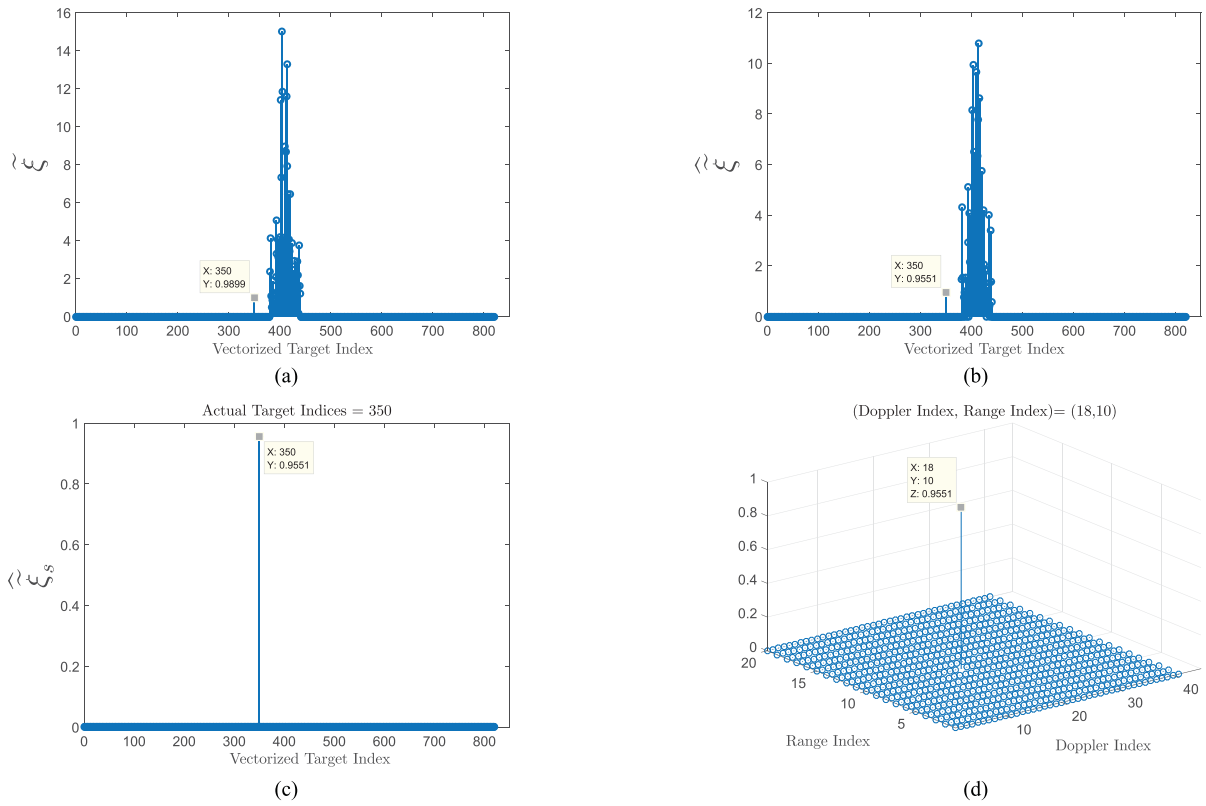 16
14
12
10
8
6
4
2
0
ξ̃
X: 350
Y: 0.9899
0 100 200 300 400 500 600 700 800
Vectorized Target Index
(a)
12
10
8
6
4
2
0
ξ̃̂
X: 350
Y: 0.9551
0 100 200 300 400 500 600 700 800
Vectorized Target Index
(b)
Actual Target Indices = 350
1
0.8
0.6
0.4
0.2
0
ξ̃̂ₛ
X: 350
Y: 0.9551
0 100 200 300 400 500 600 700 800
Vectorized Target Index
(c)
(Doppler Index, Range Index)= (18,10)
X: 18
Y: 10
Z: 0.9551
1
0.8
0.6
0.4
0.2
0
20
15
10
5
Range Index
10
20
30
40
Doppler Index
(d)